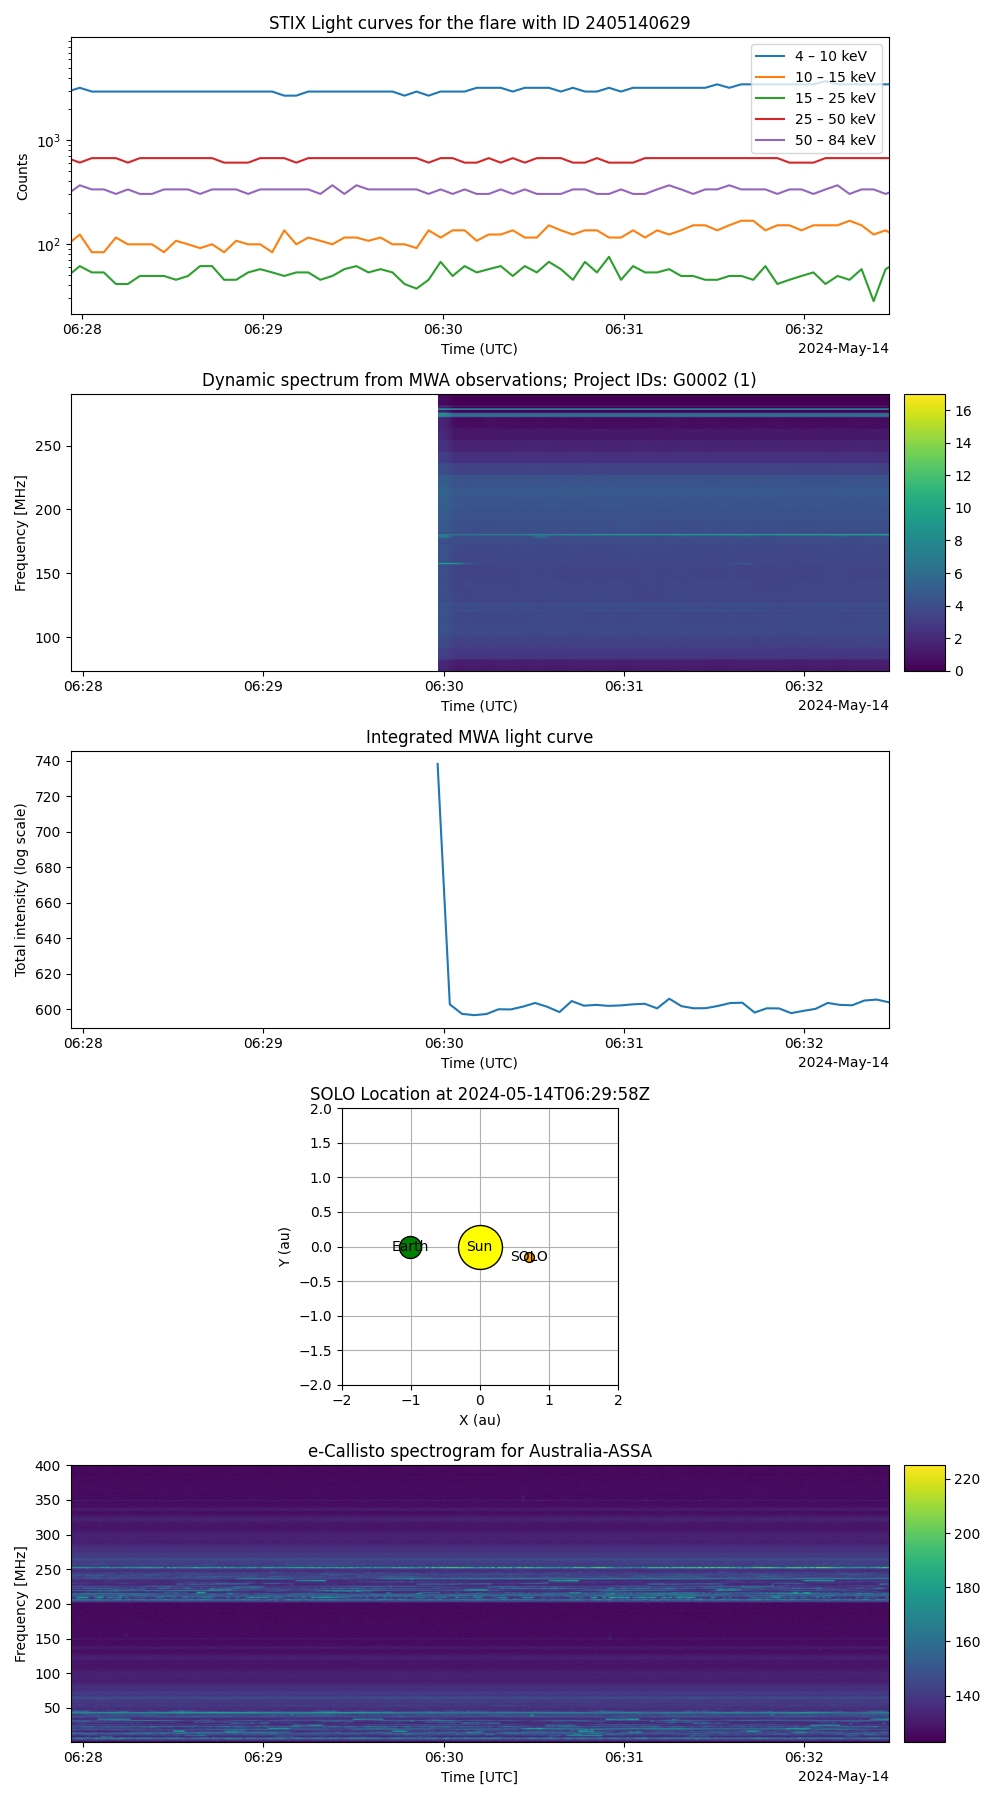 STIX Light curves for the flare with ID 2405140629
4 – 10 keV
10 – 15 keV
15 – 25 keV
25 – 50 keV
50 – 84 keV
Counts
10³
10²
06:28 06:29 06:30 06:31 06:32
Time (UTC)
2024-May-14
Dynamic spectrum from MWA observations; Project IDs: G0002 (1)
Frequency [MHz]
250
200
150
100
16
14
12
10
8
6
4
2
0
06:28 06:29 06:30 06:31 06:32
Time (UTC)
2024-May-14
Integrated MWA light curve
Total intensity (log scale)
740
720
700
680
660
640
620
600
06:28 06:29 06:30 06:31 06:32
Time (UTC)
2024-May-14
SOLO Location at 2024-05-14T06:29:58Z
Y (au)
2.0
1.5
1.0
0.5
0.0
−0.5
−1.0
−1.5
−2.0
Earth
Sun
SOLO
−2 −1 0 1 2
X (au)
e-Callisto spectrogram for Australia-ASSA
Frequency [MHz]
400
350
300
250
200
150
100
50
220
200
180
160
140
06:28 06:29 06:30 06:31 06:32
Time [UTC]
2024-May-14